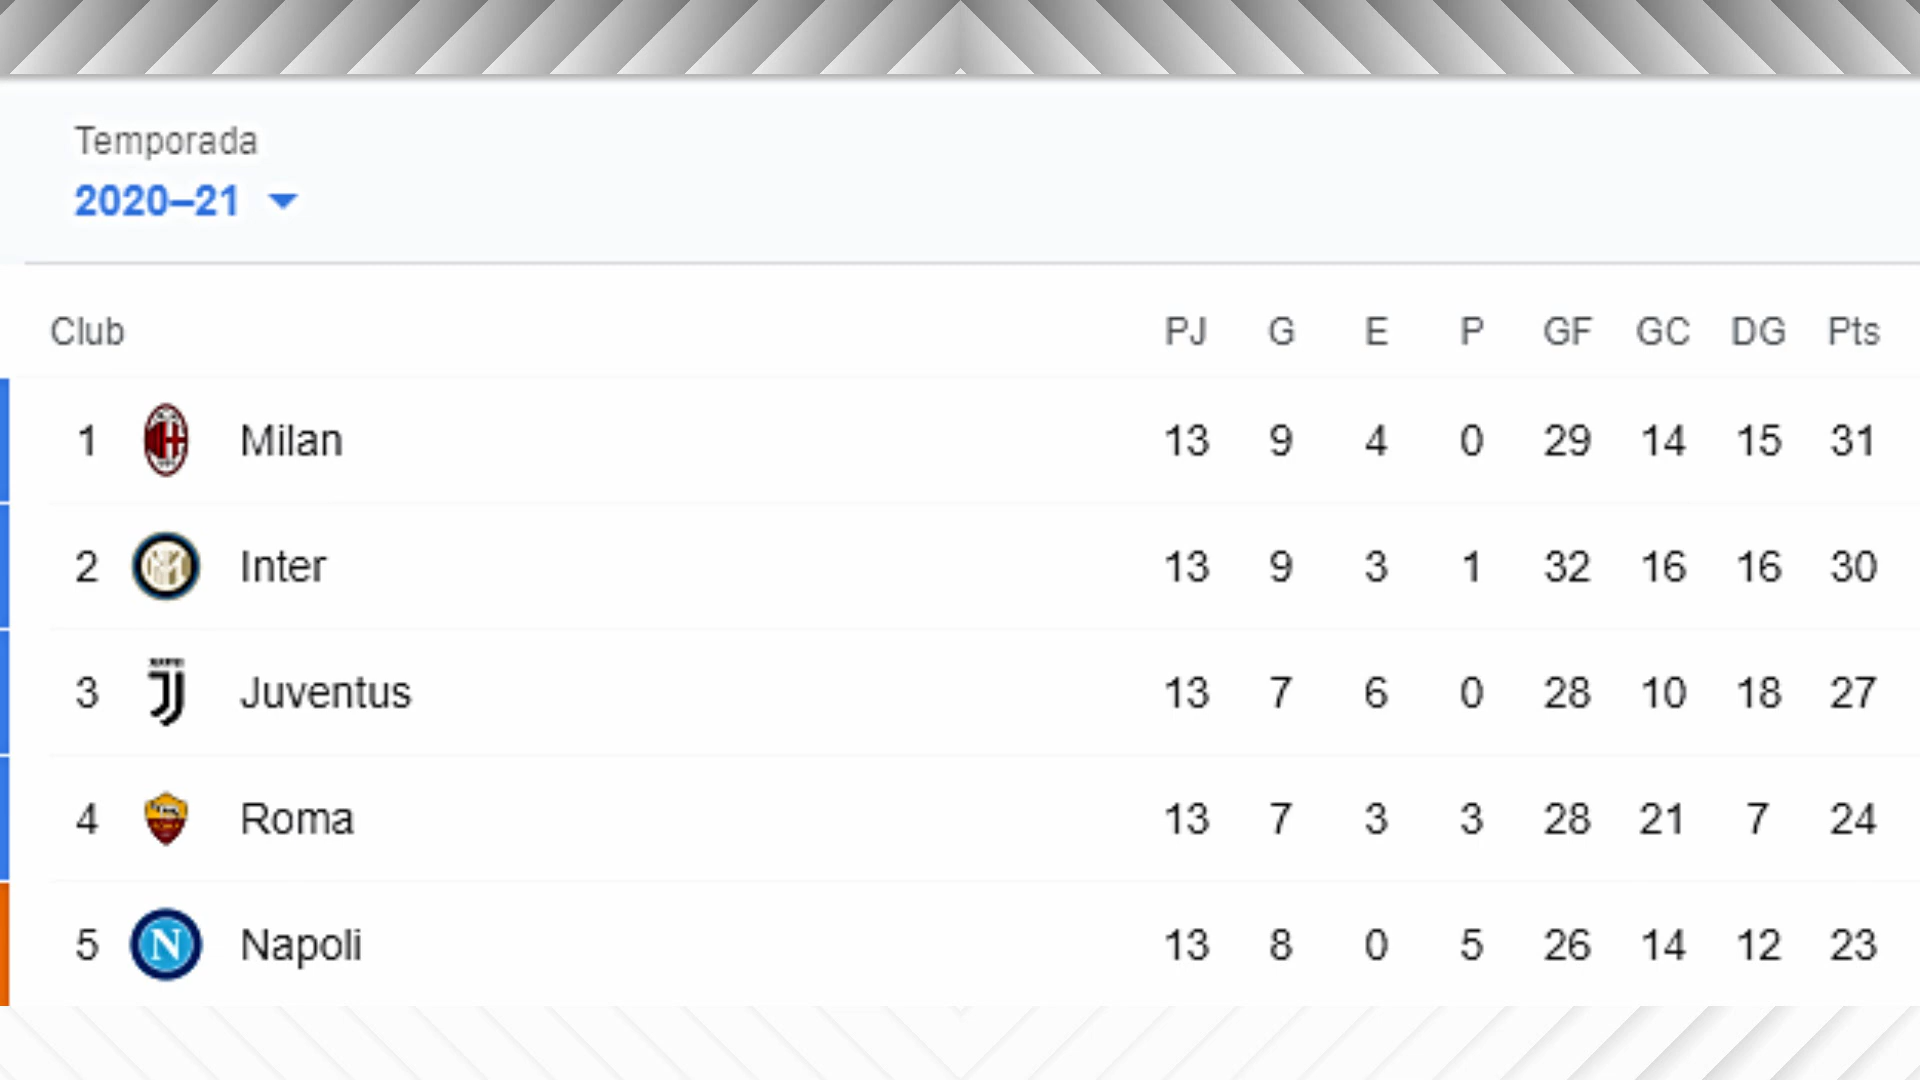 Temporada
2020–21
Club PJ G E P GF GC DG Pts
1 Milan 13 9 4 0 29 14 15 31
2 Inter 13 9 3 1 32 16 16 30
3 Juventus 13 7 6 0 28 10 18 27
4 Roma 13 7 3 3 28 21 7 24
5 N Napoli 13 8 0 5 26 14 12 23